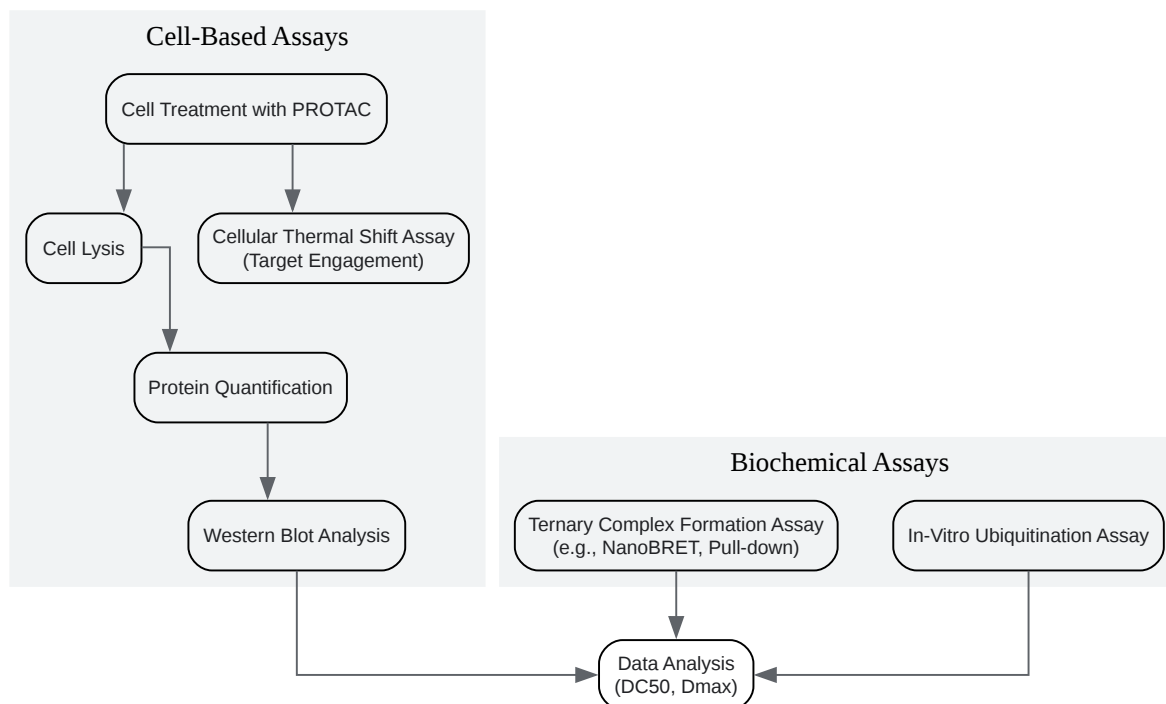 Cell-Based Assays
Cell Treatment with PROTAC
Cell Lysis
Cellular Thermal Shift Assay
(Target Engagement)
Protein Quantification
Western Blot Analysis
Biochemical Assays
Ternary Complex Formation Assay
(e.g., NanoBRET, Pull-down)
In-Vitro Ubiquitination Assay
Data Analysis
(DC50, Dmax)